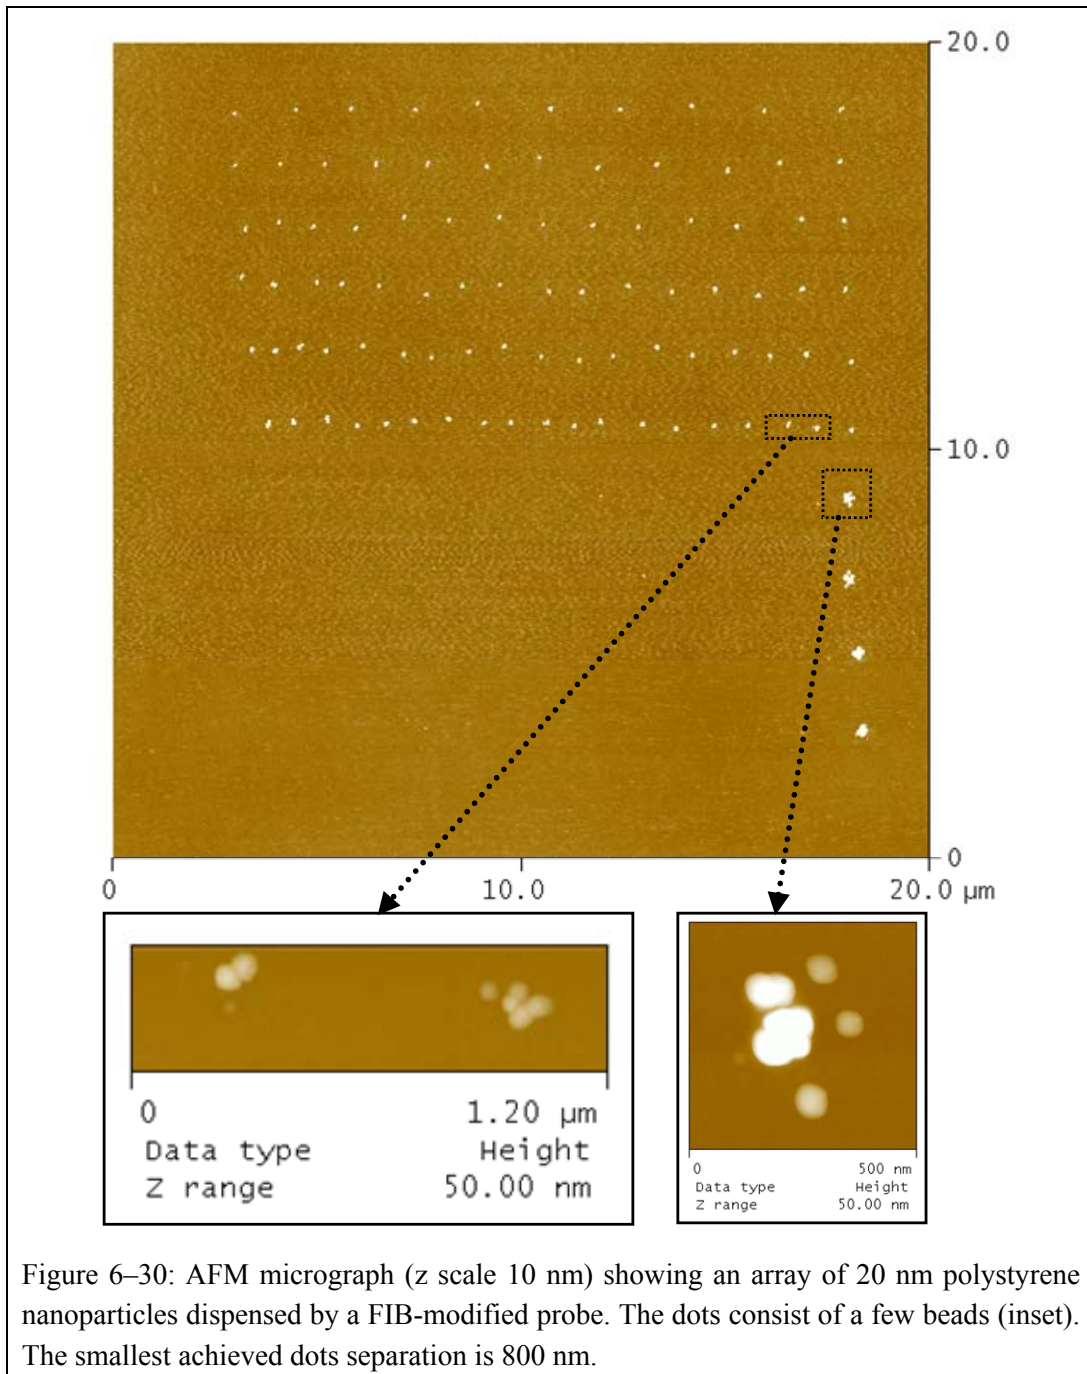 20.0
10.0
0
0 10.0 20.0 µm
0 1.20 µm
Data type Height
Z range 50.00 nm
0 500 nm
Data type Height
Z range 50.00 nm
Figure 6–30: AFM micrograph (z scale 10 nm) showing an array of 20 nm polystyrene
nanoparticles dispensed by a FIB-modified probe. The dots consist of a few beads (inset).
The smallest achieved dots separation is 800 nm.